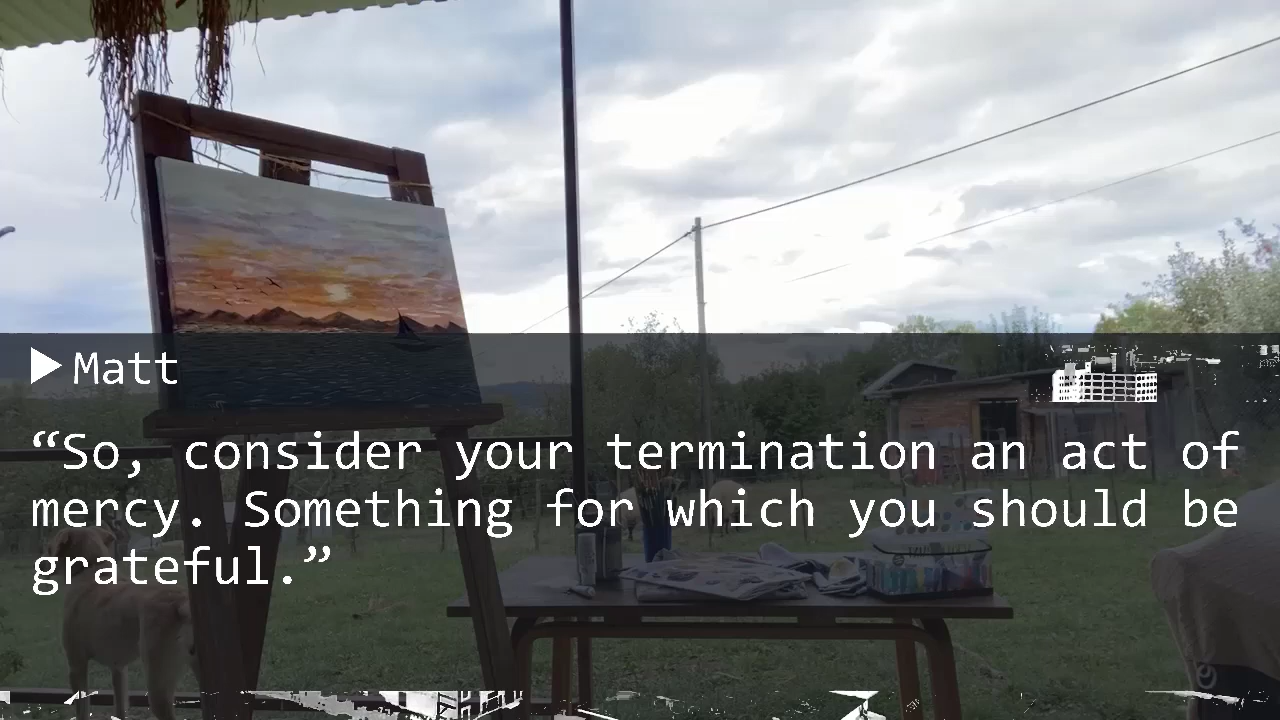 Matt
“So, consider your termination an act of
mercy. Something for which you should be
grateful.”